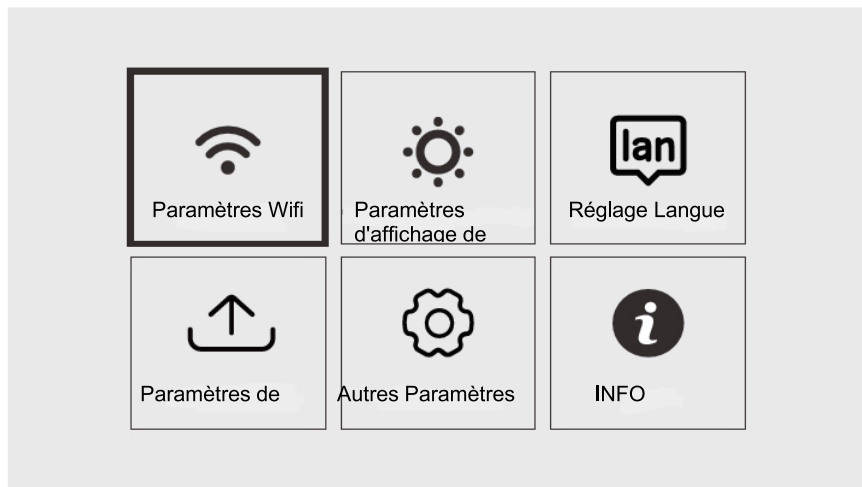 lan
Paramètres Wifi
Paramètres
d'affichage de
Réglage Langue
Paramètres de
Autres Paramètres
i
INFO